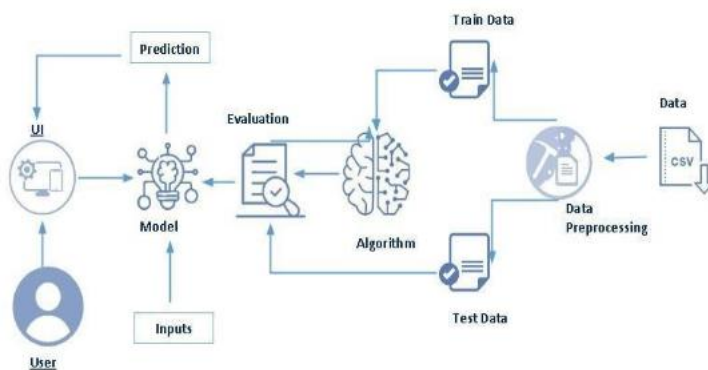 Train Data
Prediction
Data
Evaluation
UI
CSV
Model
Algorithm
Data
Preprocessing
Inputs
Test Data
User